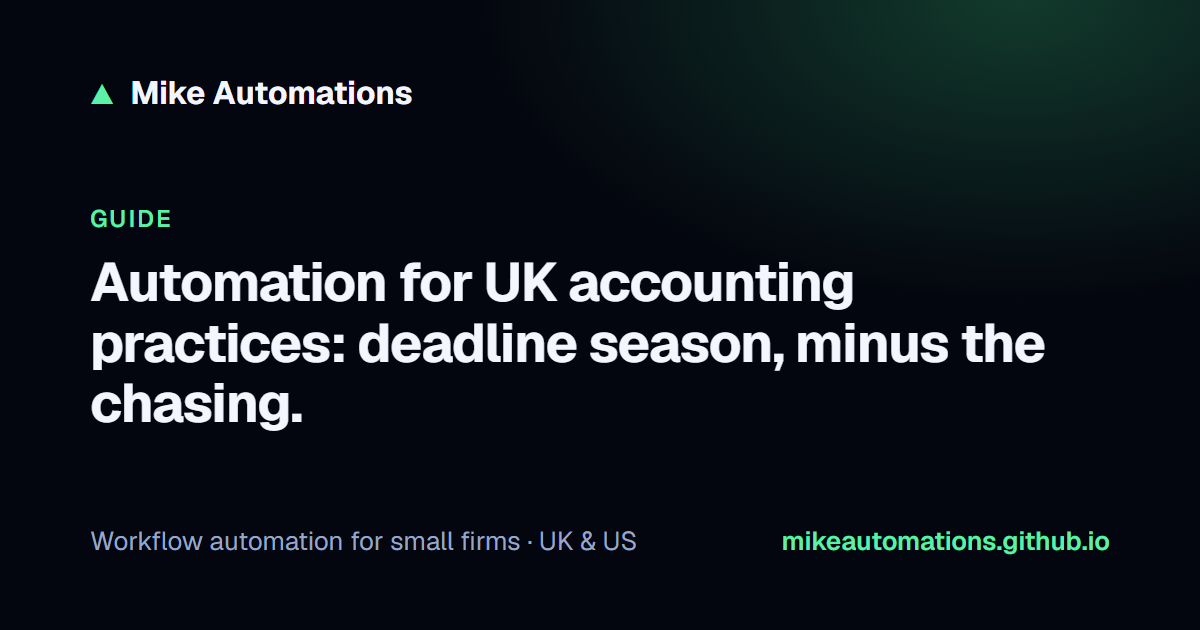 Mike Automations
GUIDE
Automation for UK accounting
practices: deadline season, minus the
chasing.
Workflow automation for small firms · UK & US
mikeautomations.github.io